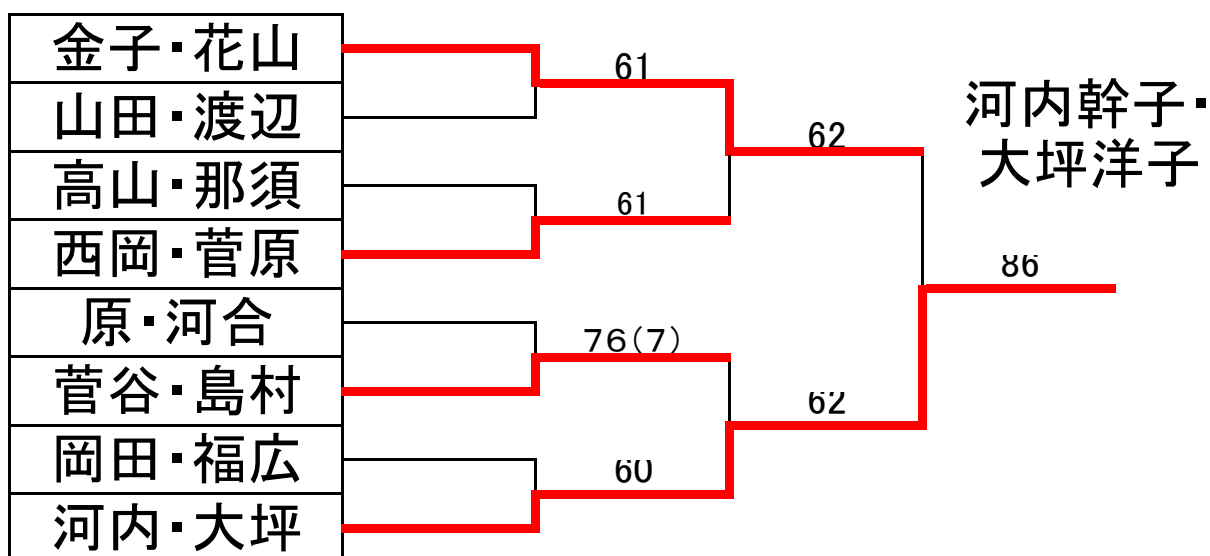 金子・花山
山田・渡辺
高山・那須
西岡・菅原
原・河合
菅谷・島村
岡田・福広
河内・大坪
61
61
76(7)
60
62
62
86
河内幹子・
大坪洋子